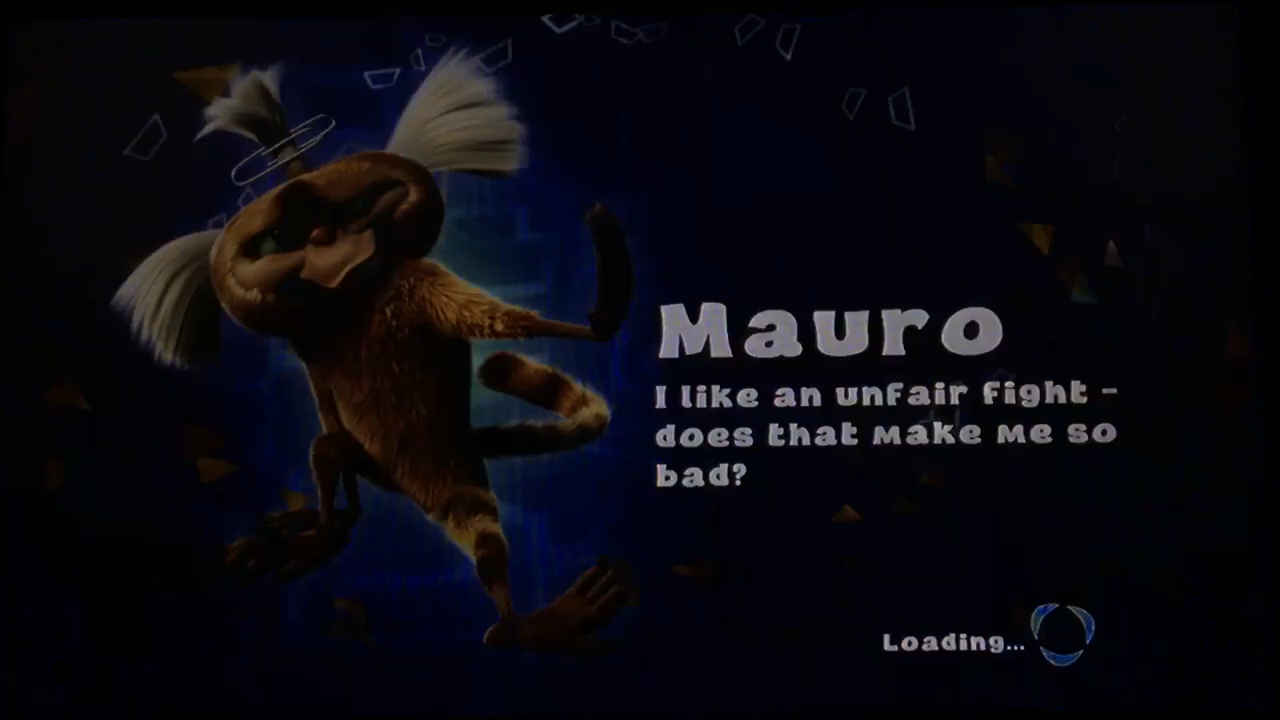 Mauro
I like an unfair fight -
does that make me so
bad?
Loading...